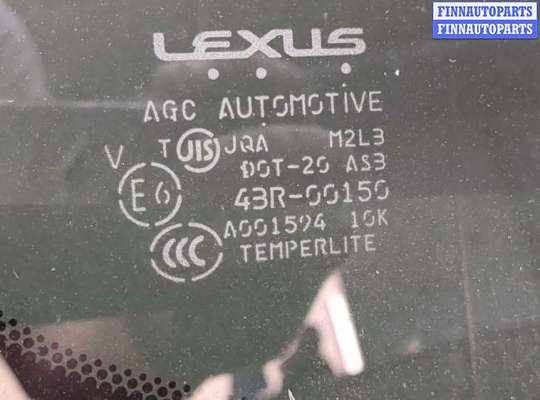 FINNAUTOPARTS
FINNAUTOPARTS
LEXUS
AGC AUTOMOTIVE
V T JIS JQA M2L3
DOT-20 AS3
E6 43R-00150
A001594 10K
CCC TEMPERLITE